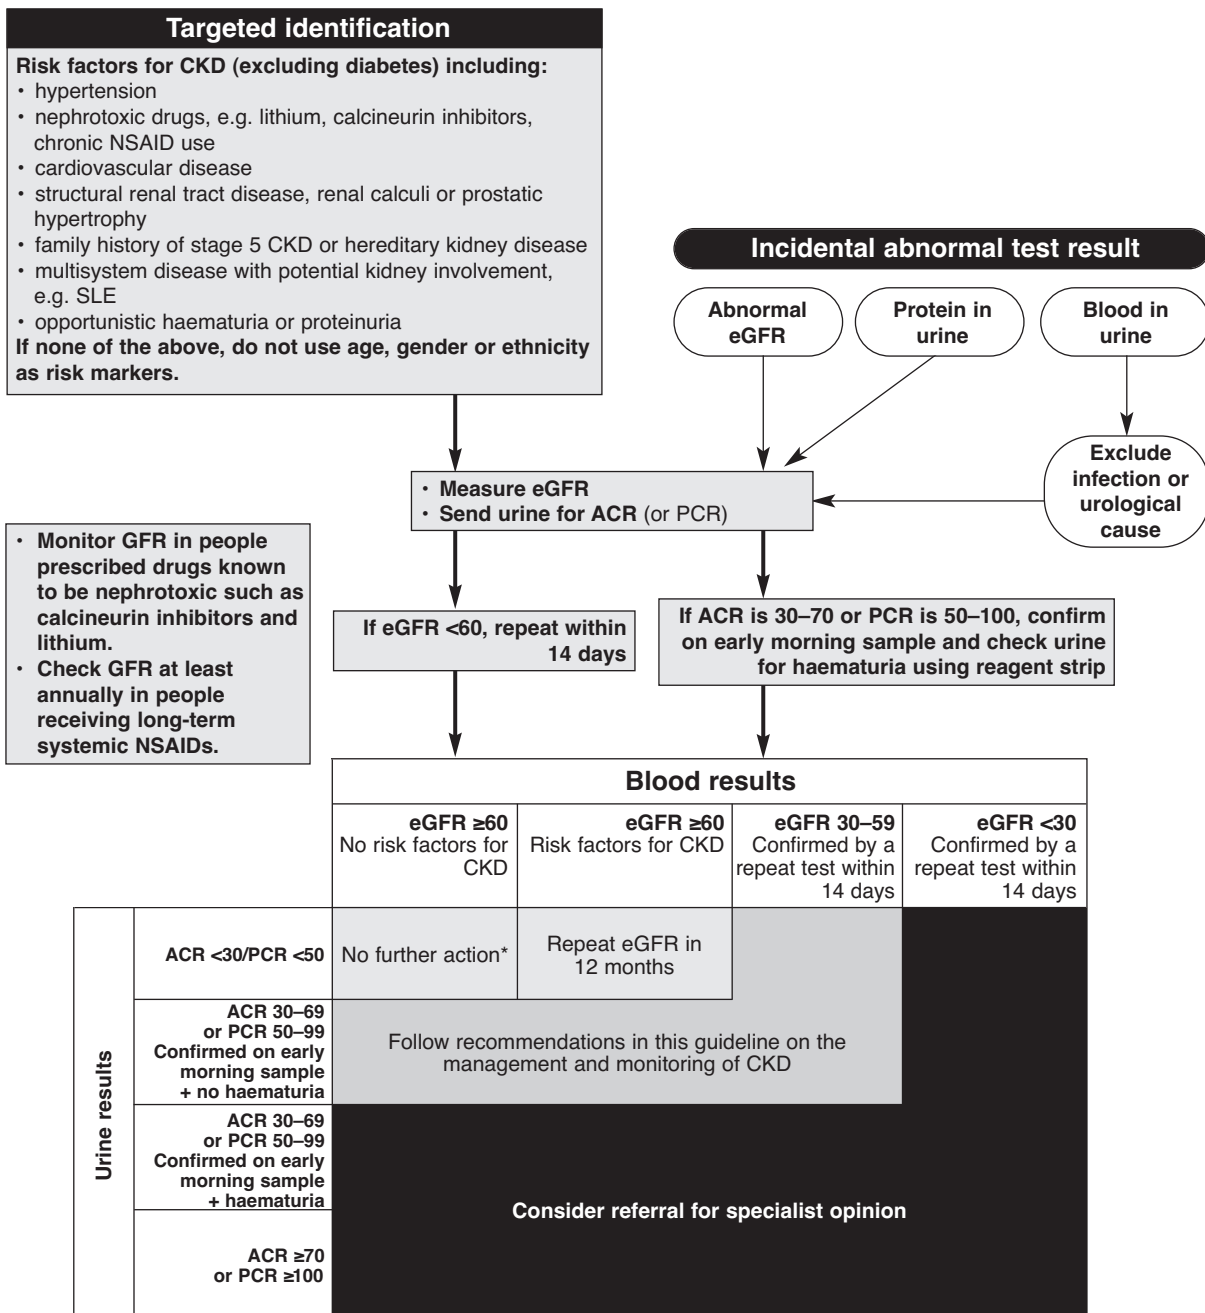 Targeted identification
Risk factors for CKD (excluding diabetes) including:
• hypertension
• nephrotoxic drugs, e.g. lithium, calcineurin inhibitors,
chronic NSAID use
• cardiovascular disease
• structural renal tract disease, renal calculi or prostatic
hypertrophy
• family history of stage 5 CKD or hereditary kidney disease
• multisystem disease with potential kidney involvement,
e.g. SLE
• opportunistic haematuria or proteinuria
If none of the above, do not use age, gender or ethnicity
as risk markers.
Incidental abnormal test result
Abnormal
eGFR
Protein in
urine
Blood in
urine
Exclude
infection or
urological
cause
• Measure eGFR
• Send urine for ACR (or PCR)
• Monitor GFR in people
prescribed drugs known
to be nephrotoxic such as
calcineurin inhibitors and
lithium.
• Check GFR at least
annually in people
receiving long-term
systemic NSAIDs.
If eGFR <60, repeat within
14 days
If ACR is 30–70 or PCR is 50–100, confirm
on early morning sample and check urine
for haematuria using reagent strip
Blood results
eGFR ≥60
No risk factors for
CKD
eGFR ≥60
Risk factors for CKD
eGFR 30–59
Confirmed by a
repeat test within
14 days
eGFR <30
Confirmed by a
repeat test within
14 days
Urine results
ACR <30/PCR <50
No further action*
Repeat eGFR in
12 months
ACR 30–69
or PCR 50–99
Confirmed on early
morning sample
+ no haematuria
Follow recommendations in this guideline on the
management and monitoring of CKD
ACR 30–69
or PCR 50–99
Confirmed on early
morning sample
+ haematuria
Consider referral for specialist opinion
ACR ≥70
or PCR ≥100